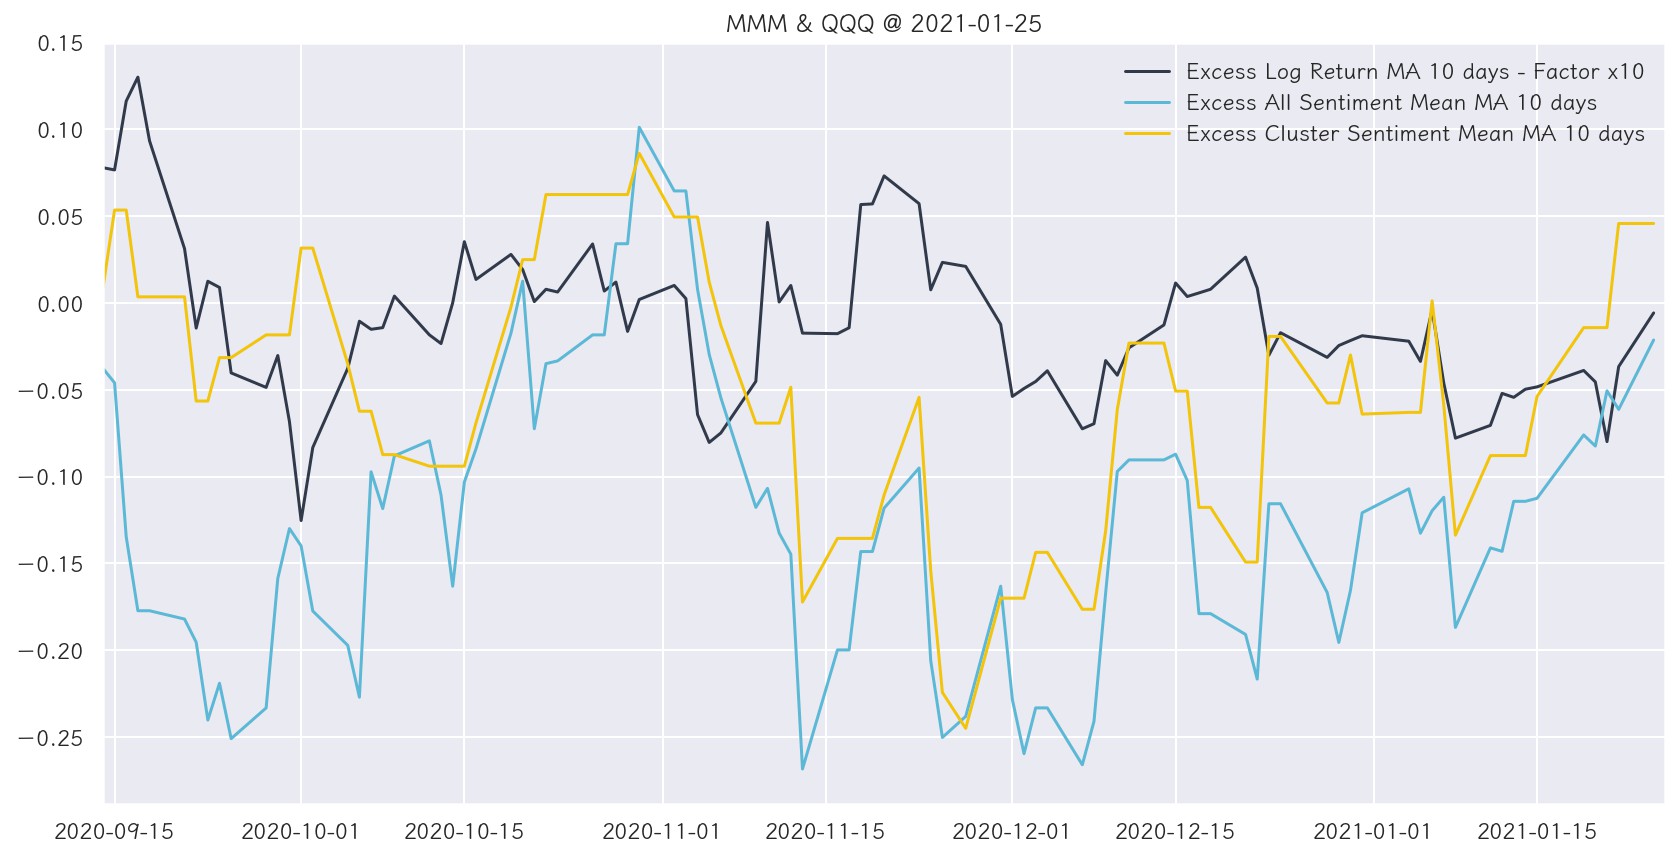 MMM & QQQ @ 2021-01-25
0.15
0.10
0.05
0.00
−0.05
−0.10
−0.15
−0.20
−0.25
Excess Log Return MA 10 days - Factor x10
Excess All Sentiment Mean MA 10 days
Excess Cluster Sentiment Mean MA 10 days
2020-09-15 2020-10-01 2020-10-15 2020-11-01 2020-11-15 2020-12-01 2020-12-15 2021-01-01 2021-01-15